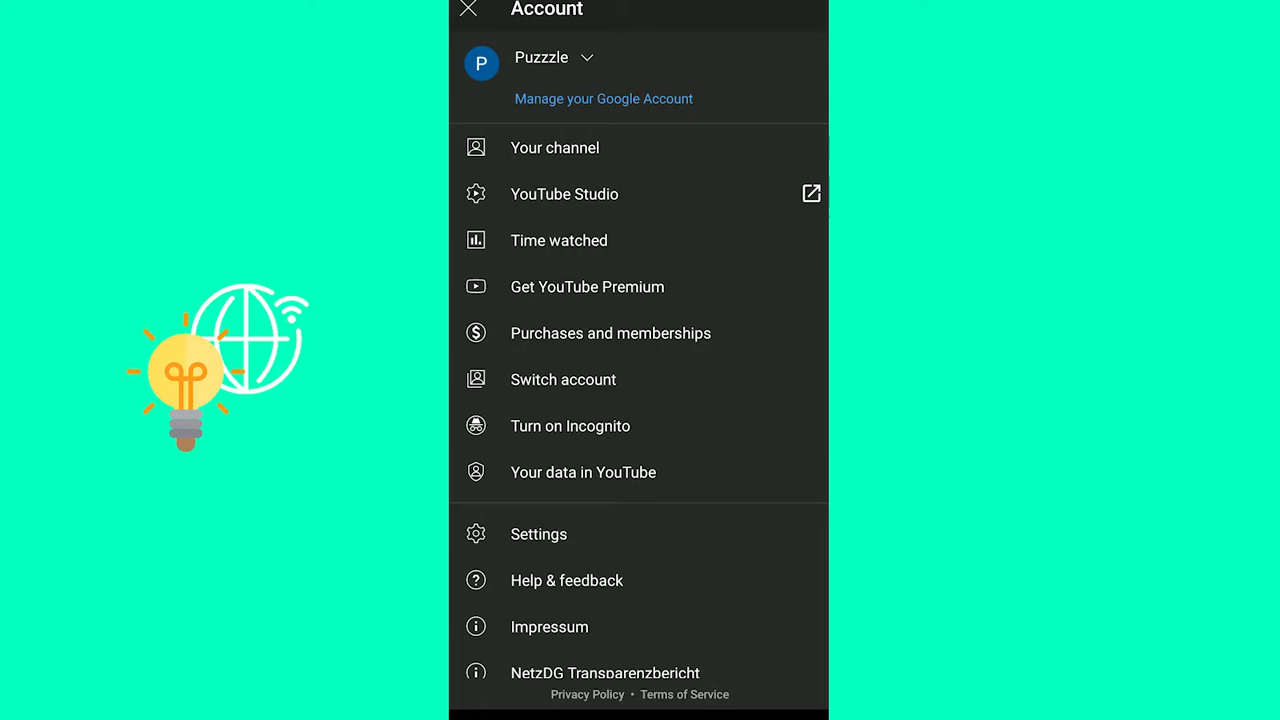 Account
P
Puzzzle
Manage your Google Account
Your channel
YouTube Studio
Time watched
Get YouTube Premium
Purchases and memberships
Switch account
Turn on Incognito
Your data in YouTube
Settings
Help & feedback
Impressum
NetzDG Transparenzbericht
Privacy Policy • Terms of Service